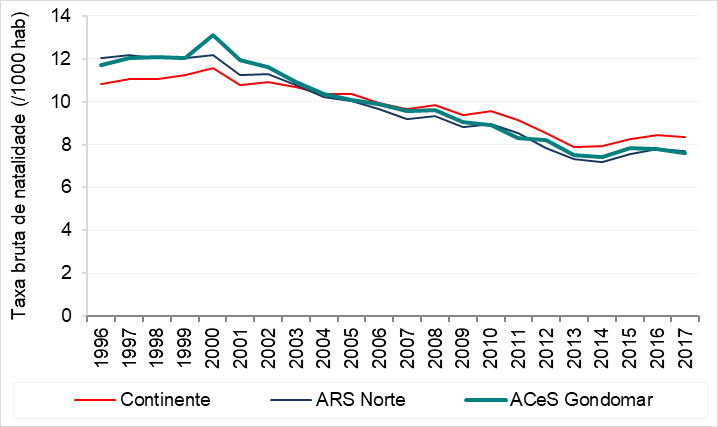 Taxa bruta de natalidade (/1000 hab)
14
12
10
8
6
4
2
0
1996 1997 1998 1999 2000 2001 2002 2003 2004 2005 2006 2007 2008 2009 2010 2011 2012 2013 2014 2015 2016 2017
Continente ARS Norte ACeS Gondomar